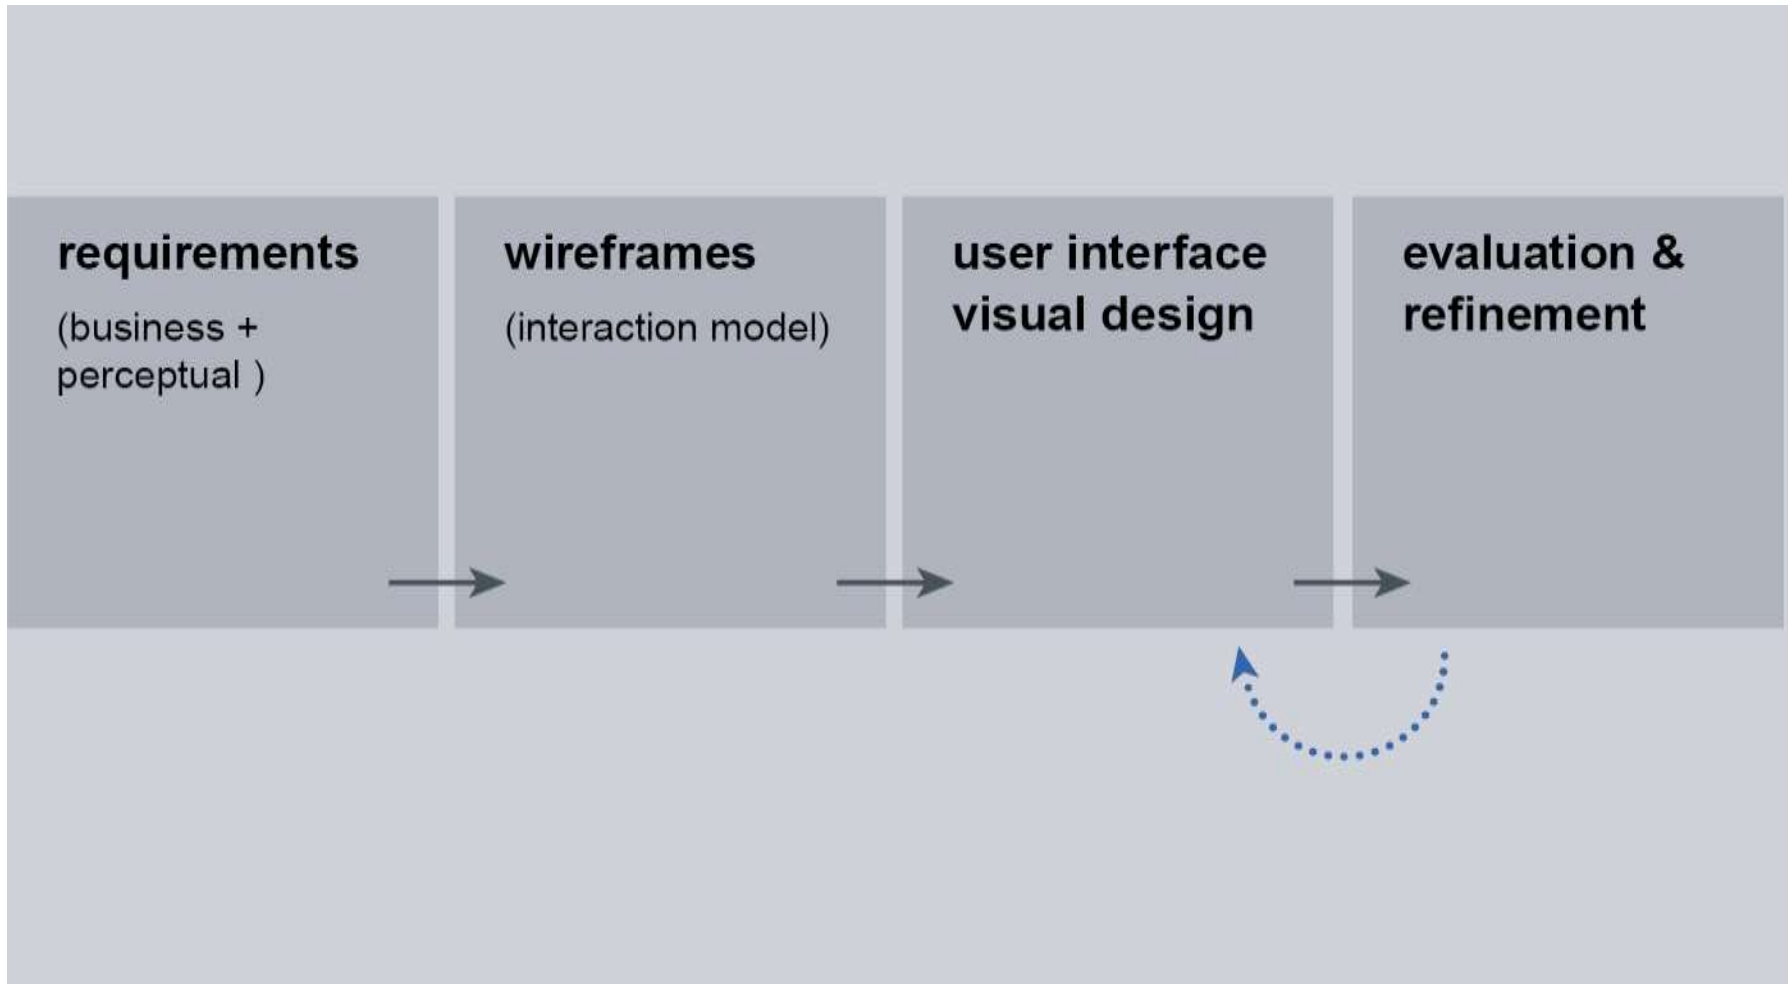 requirements
(business +
perceptual )
wireframes
(interaction model)
user interface
visual design
evaluation &
refinement